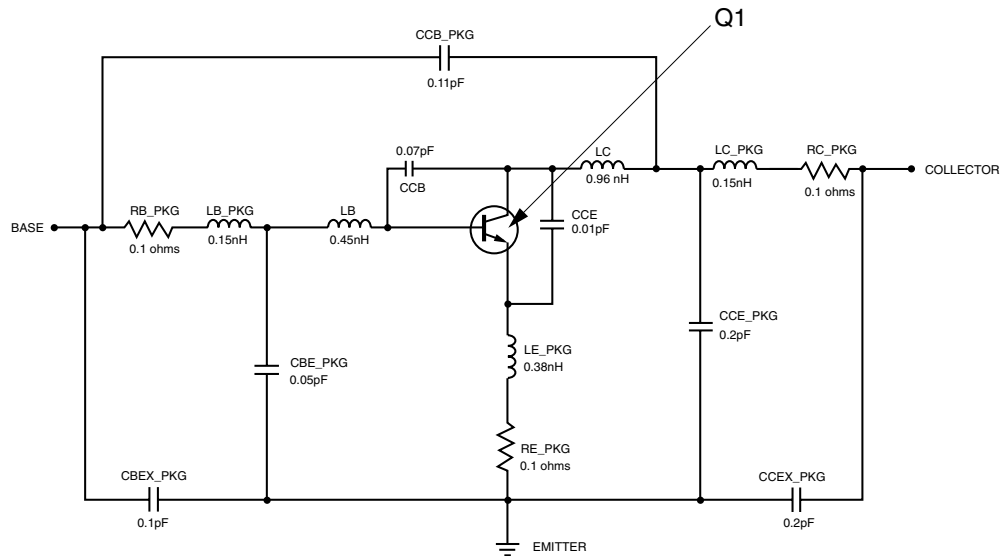 Q1
CCB_PKG
0.11pF
0.07pF
CCB
LC
0.96 nH
LC_PKG
0.15nH
RC_PKG
0.1 ohms
COLLECTOR
BASE
RB_PKG
0.1 ohms
LB_PKG
0.15nH
LB
0.45nH
CCE
0.01pF
CCE_PKG
0.2pF
LE_PKG
0.38nH
CBE_PKG
0.05pF
RE_PKG
0.1 ohms
CBEX_PKG
0.1pF
CCEX_PKG
0.2pF
EMITTER